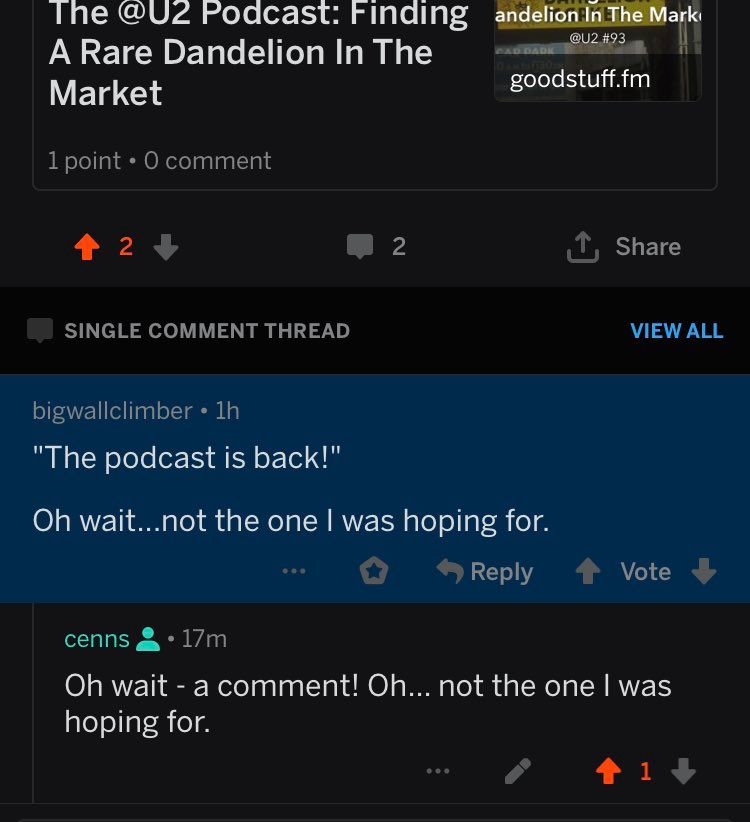 The @U2 Podcast: Finding
A Rare Dandelion In The
Market
andelion In The Mark
@U2 #93
CAR PARK
goodstuff.fm
1 point • 0 comment
2
2
Share
SINGLE COMMENT THREAD
VIEW ALL
bigwallclimber • 1h
"The podcast is back!"
Oh wait...not the one I was hoping for.
Reply
Vote
cenns • 17m
Oh wait - a comment! Oh... not the one I was
hoping for.
1